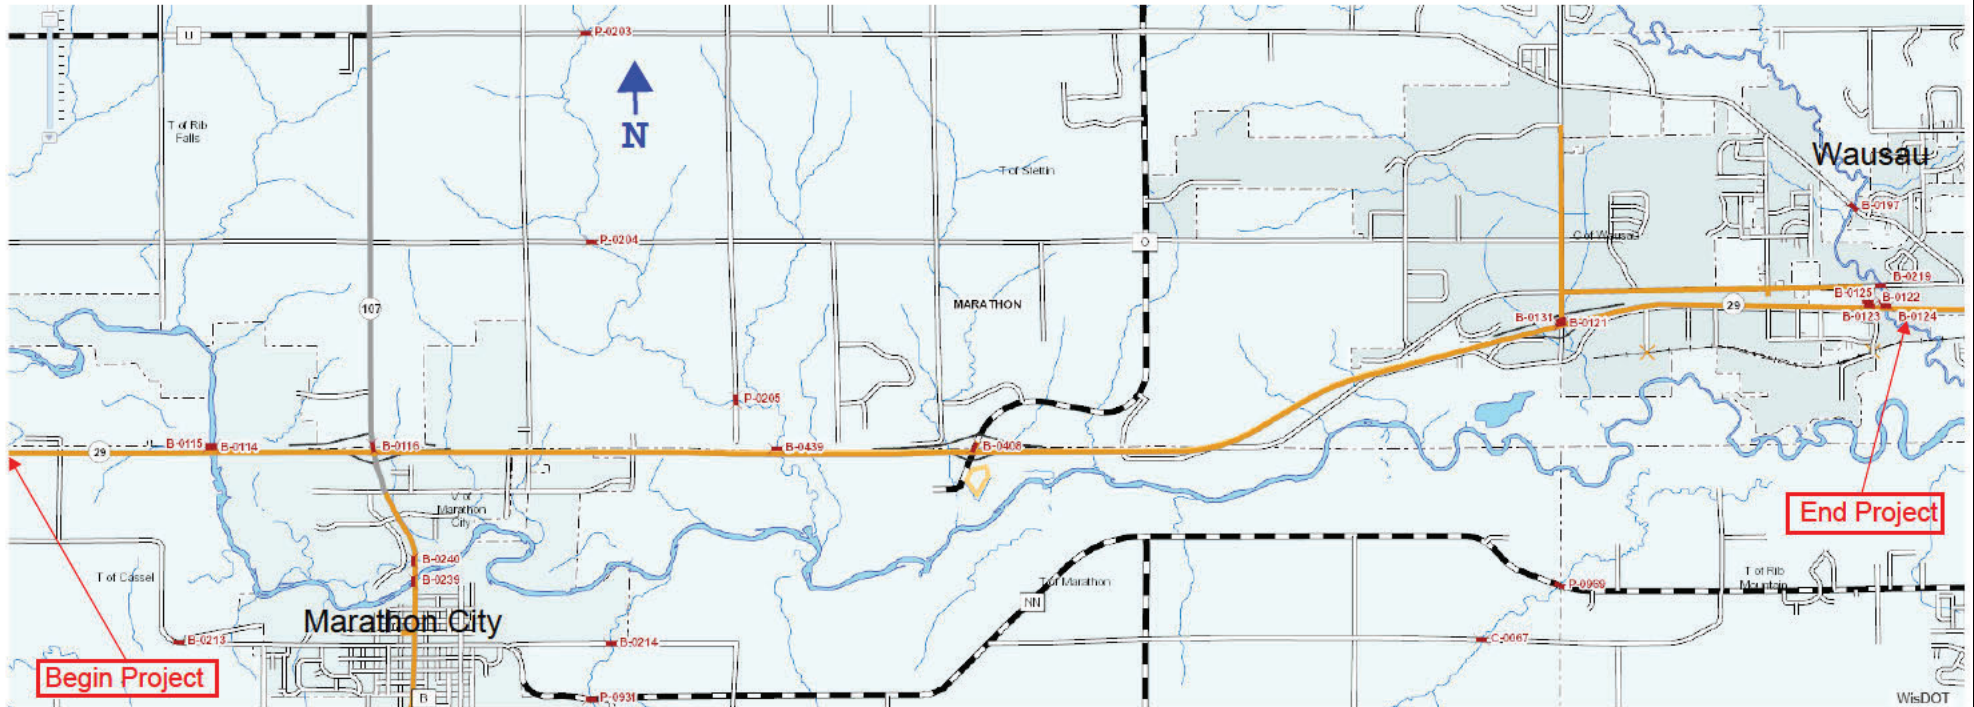 U
P-0203
T of Rib
Falls
N
T of Stettin
Wausau
B-0197
P-0204
O
C of Wausau
107
MARATHON
B-0219
B-0125
B-0122
29
B-0131
B-0121
B-0123
B-0124
P-0205
B-0115
B-0114
B-0116
B-0439
B-0408
29
V of
Marathon
City
End Project
B-0240
B-0239
T of Cassel
T of Marathon
P-0969
T of Rib
Mountain
NN
Marathon City
B-0213
B-0214
C-0067
Begin Project
B
P-0931
WisDOT